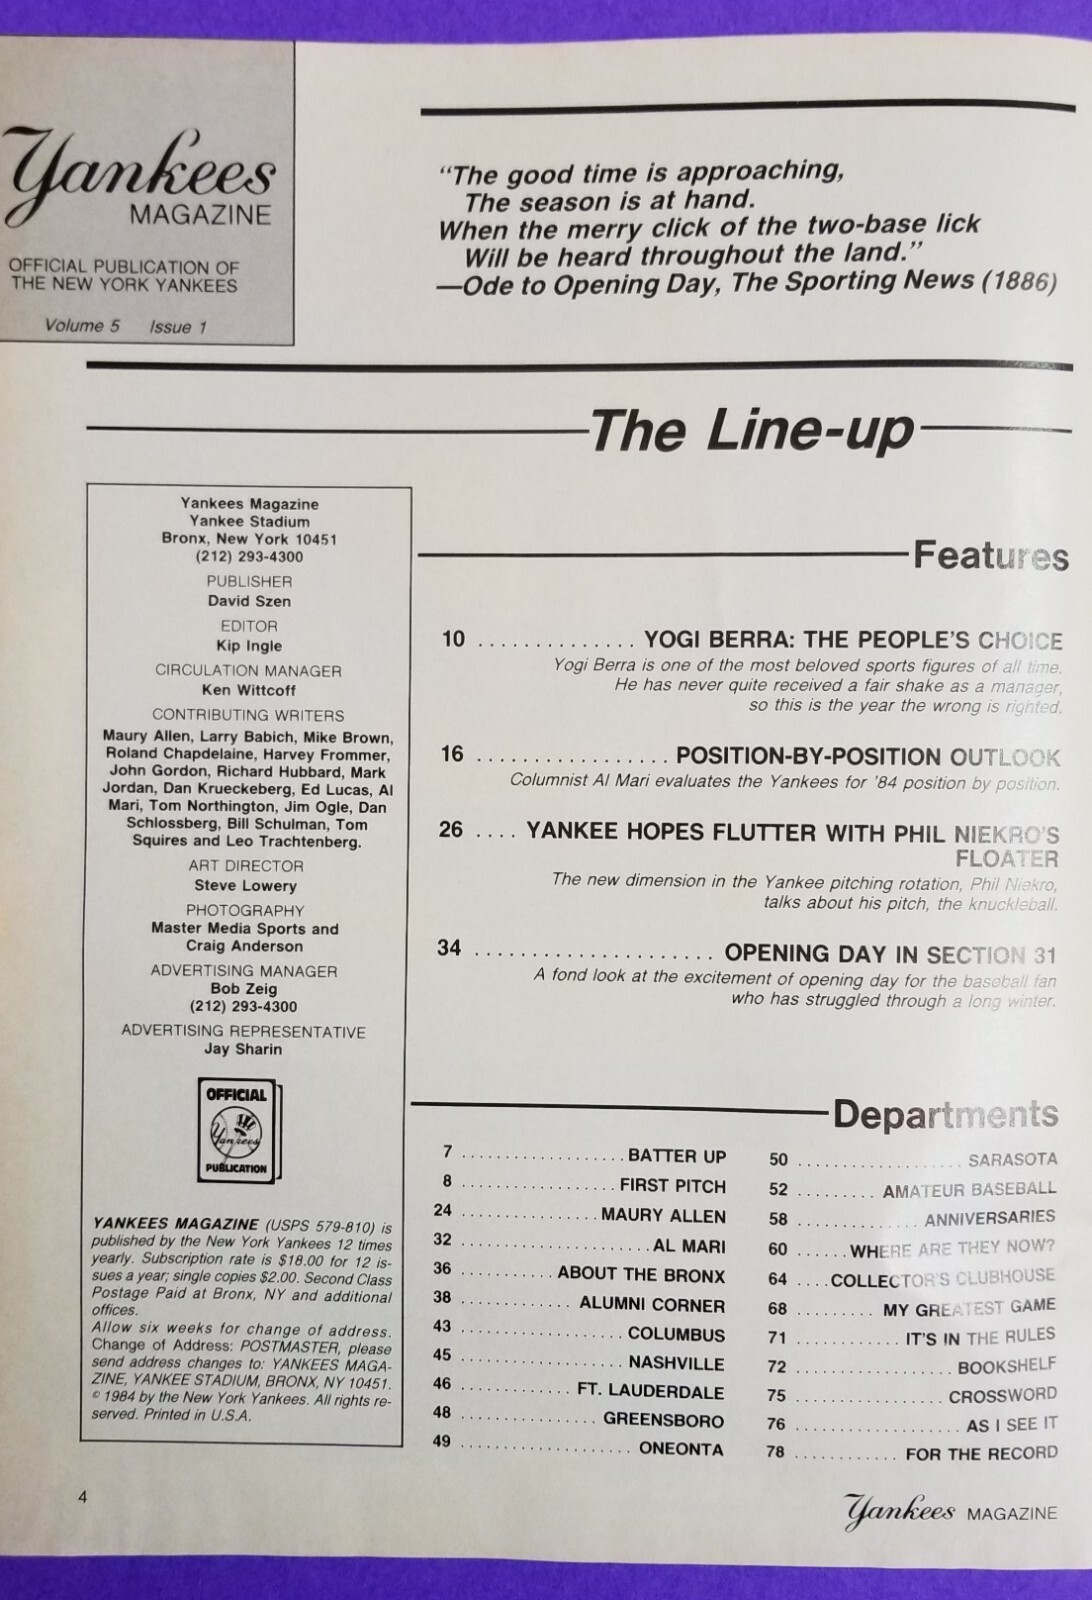 Yankees
MAGAZINE
OFFICIAL PUBLICATION OF
THE NEW YORK YANKEES
Volume 5 Issue 1
"The good time is approaching,
The season is at hand.
When the merry click of the two-base lick
Will be heard throughout the land."
—Ode to Opening Day, The Sporting News (1886)
The Line-up
Yankees Magazine
Yankee Stadium
Bronx, New York 10451
(212) 293-4300
PUBLISHER
David Szen
EDITOR
Kip Ingle
CIRCULATION MANAGER
Ken Wittcoff
CONTRIBUTING WRITERS
Maury Allen, Larry Babich, Mike Brown,
Roland Chapdelaine, Harvey Frommer,
John Gordon, Richard Hubbard, Mark
Jordan, Dan Krueckeberg, Ed Lucas, Al
Mari, Tom Northington, Jim Ogle, Dan
Schlossberg, Bill Schulman, Tom
Squires and Leo Trachtenberg.
ART DIRECTOR
Steve Lowery
PHOTOGRAPHY
Master Media Sports and
Craig Anderson
ADVERTISING MANAGER
Bob Zeig
(212) 293-4300
ADVERTISING REPRESENTATIVE
Jay Sharin
OFFICIAL
Yankees
PUBLICATION
YANKEES MAGAZINE (USPS 579-810) is
published by the New York Yankees 12 times
yearly. Subscription rate is $18.00 for 12 is-
sues a year; single copies $2.00. Second Class
Postage Paid at Bronx, NY and additional
offices.
Allow six weeks for change of address.
Change of Address: POSTMASTER, please
send address changes to: YANKEES MAGA-
ZINE, YANKEE STADIUM, BRONX, NY 10451.
© 1984 by the New York Yankees. All rights re-
served. Printed in U.S.A.
Features
10 .............. YOGI BERRA: THE PEOPLE'S CHOICE
Yogi Berra is one of the most beloved sports figures of all time.
He has never quite received a fair shake as a manager,
so this is the year the wrong is righted.
16 ................. POSITION-BY-POSITION OUTLOOK
Columnist Al Mari evaluates the Yankees for '84 position by position.
26 .... YANKEE HOPES FLUTTER WITH PHIL NIEKRO'S
FLOATER
The new dimension in the Yankee pitching rotation, Phil Niekro,
talks about his pitch, the knuckleball.
34 ..................... OPENING DAY IN SECTION 31
A fond look at the excitement of opening day for the baseball fan
who has struggled through a long winter.
Departments
7 ................... BATTER UP
8 .................. FIRST PITCH
24 ................ MAURY ALLEN
32 ...................... AL MARI
36 .......... ABOUT THE BRONX
38 ............ ALUMNI CORNER
43 ................. COLUMBUS
45 ................. NASHVILLE
46 ............ FT. LAUDERDALE
48 ............... GREENSBORO
49 .................... ONEONTA
50 ................... SARASOTA
52 ......... AMATEUR BASEBALL
58 ............. ANNIVERSARIES
60 ...... WHERE ARE THEY NOW?
64 .... COLLECTOR'S CLUBHOUSE
68 ......... MY GREATEST GAME
71 ............ IT'S IN THE RULES
72 .................. BOOKSHELF
75 ................. CROSSWORD
76 ................... AS I SEE IT
78 ............ FOR THE RECORD
4
Yankees MAGAZINE